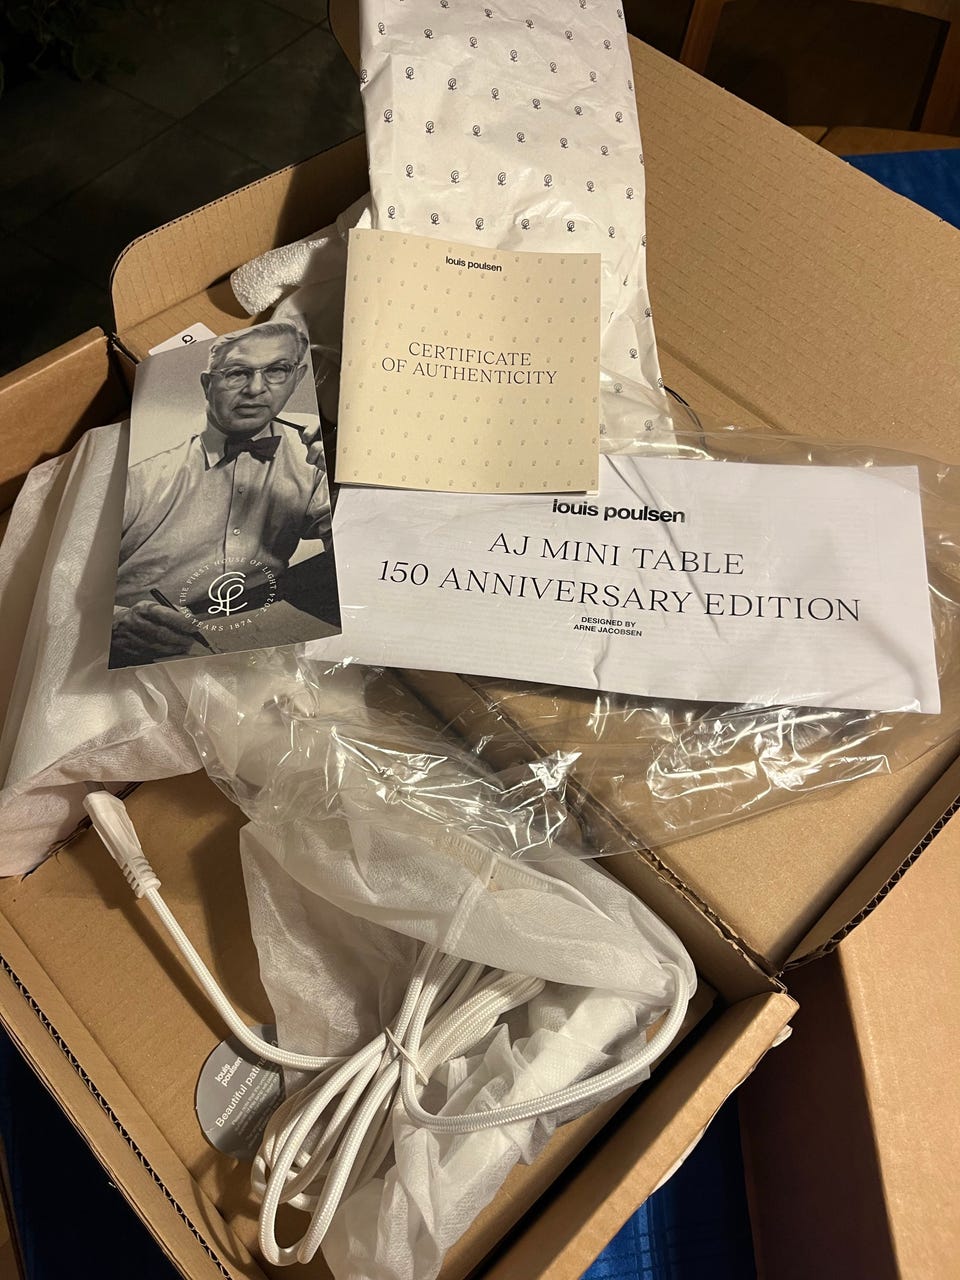 louis poulsen
CERTIFICATE
OF AUTHENTICITY
THE FIRST HOUSE OF LIGHT
150 YEARS 1874 – 2024
louis poulsen
AJ MINI TABLE
150 ANNIVERSARY EDITION
DESIGNED BY
ARNE JACOBSEN
louis
poulsen
Beautiful